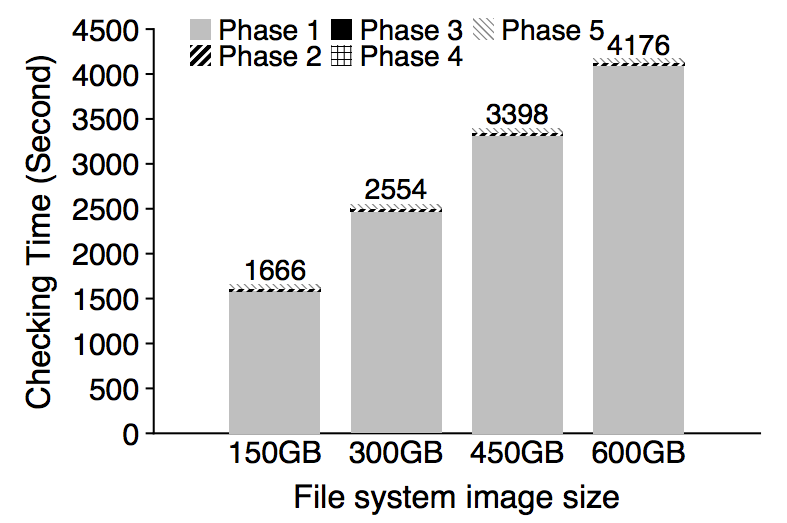 Phase 1 Phase 3 Phase 5
Phase 2 Phase 4
4500
4000
3500
3000
2500
2000
1500
1000
500
0
Checking Time (Second)
1666
2554
3398
4176
150GB 300GB 450GB 600GB
File system image size